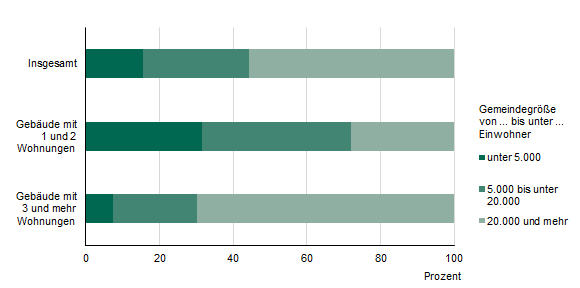 Insgesamt
Gebäude mit
1 und 2
Wohnungen
Gebäude mit
3 und mehr
Wohnungen
0 20 40 60 80 100
Prozent
Gemeindegröße
von ... bis unter ...
Einwohner
unter 5.000
5.000 bis unter
20.000
20.000 und mehr